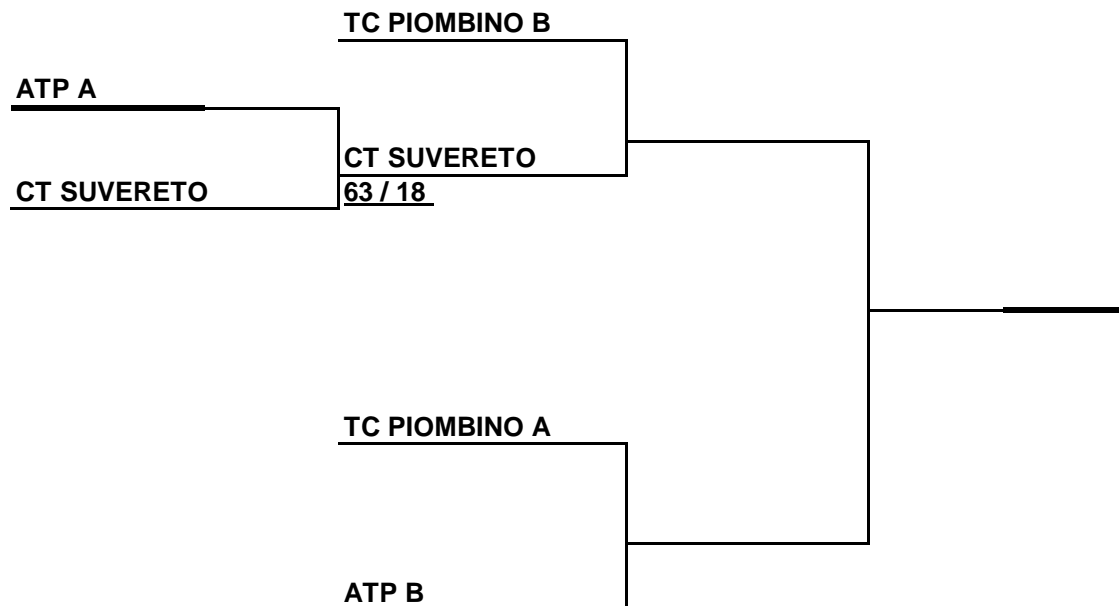 TC PIOMBINO B
ATP A
CT SUVERETO
CT SUVERETO
63 / 18
TC PIOMBINO A
ATP B